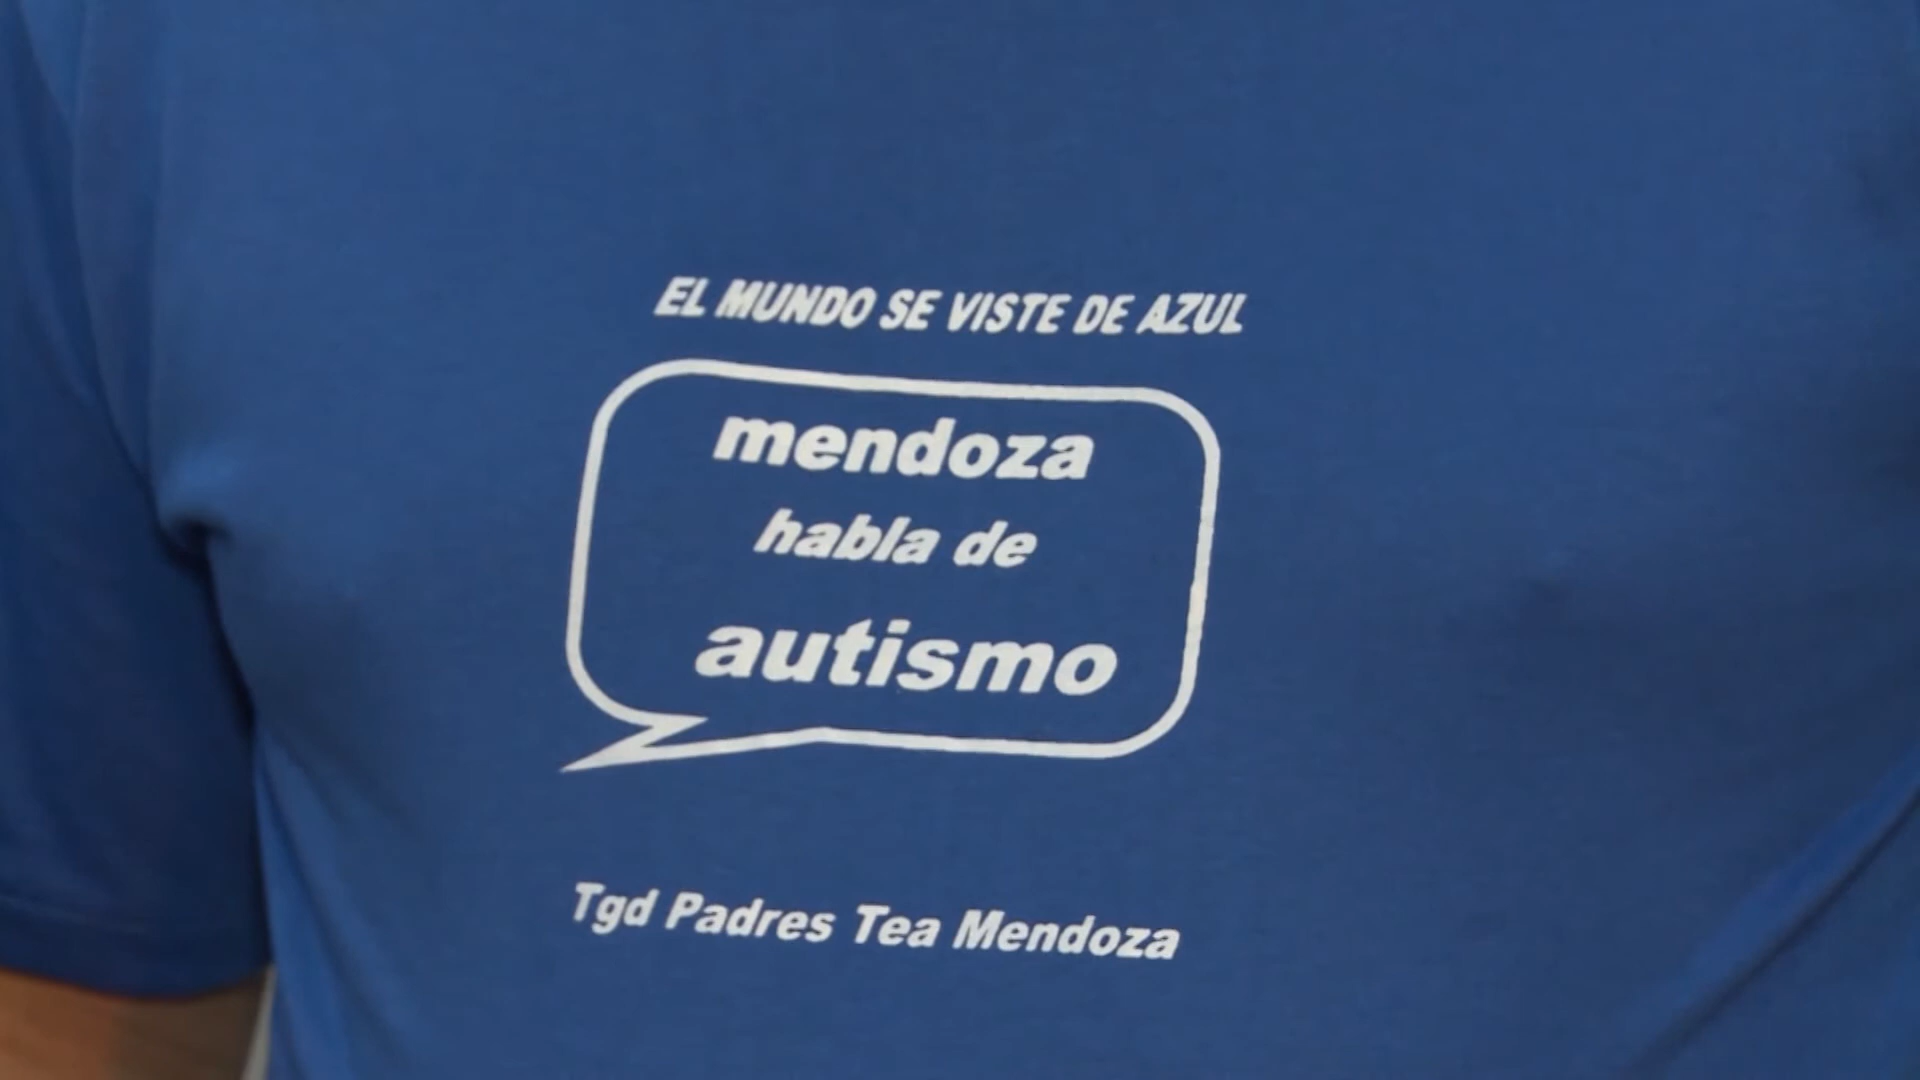 EL MUNDO SE VISTE DE AZUL
mendoza
habla de
autismo
Tgd Padres Tea Mendoza